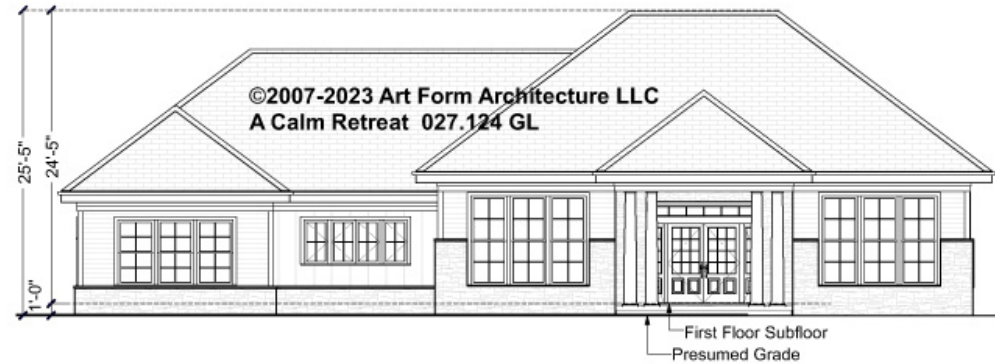 ©2007-2023 Art Form Architecture LLC
A Calm Retreat 027.124 GL
25'-5"
24'-5"
1'-0"
First Floor Subfloor
Presumed Grade